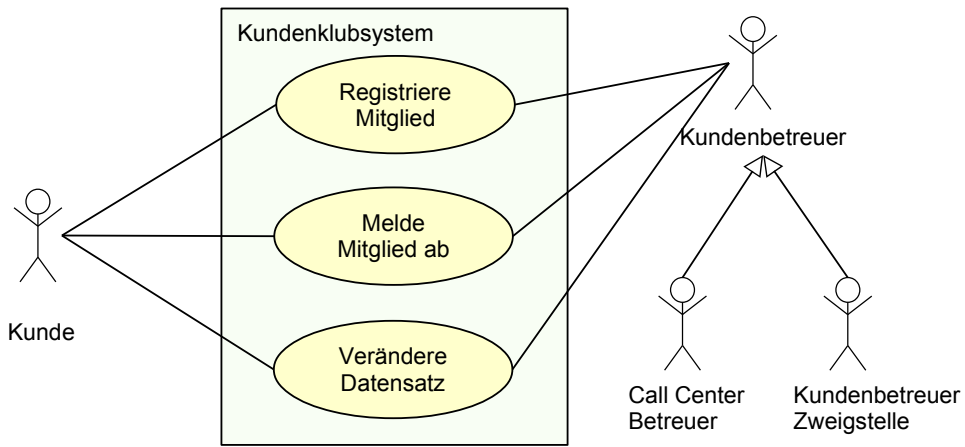 Kundenklubsystem
Registriere
Mitglied
Kundenbetreuer
Melde
Mitglied ab
Kunde
Verändere
Datensatz
Call Center
Betreuer
Kundenbetreuer
Zweigstelle